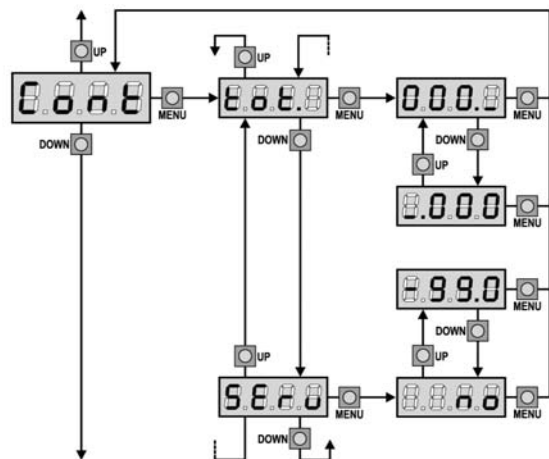 UP
UP
Cont
MENU
tot.
MENU
000._
MENU
DOWN
DOWN
DOWN
UP
_.000
MENU
-99.0
MENU
DOWN
UP
UP
SErv
MENU
no
MENU
DOWN